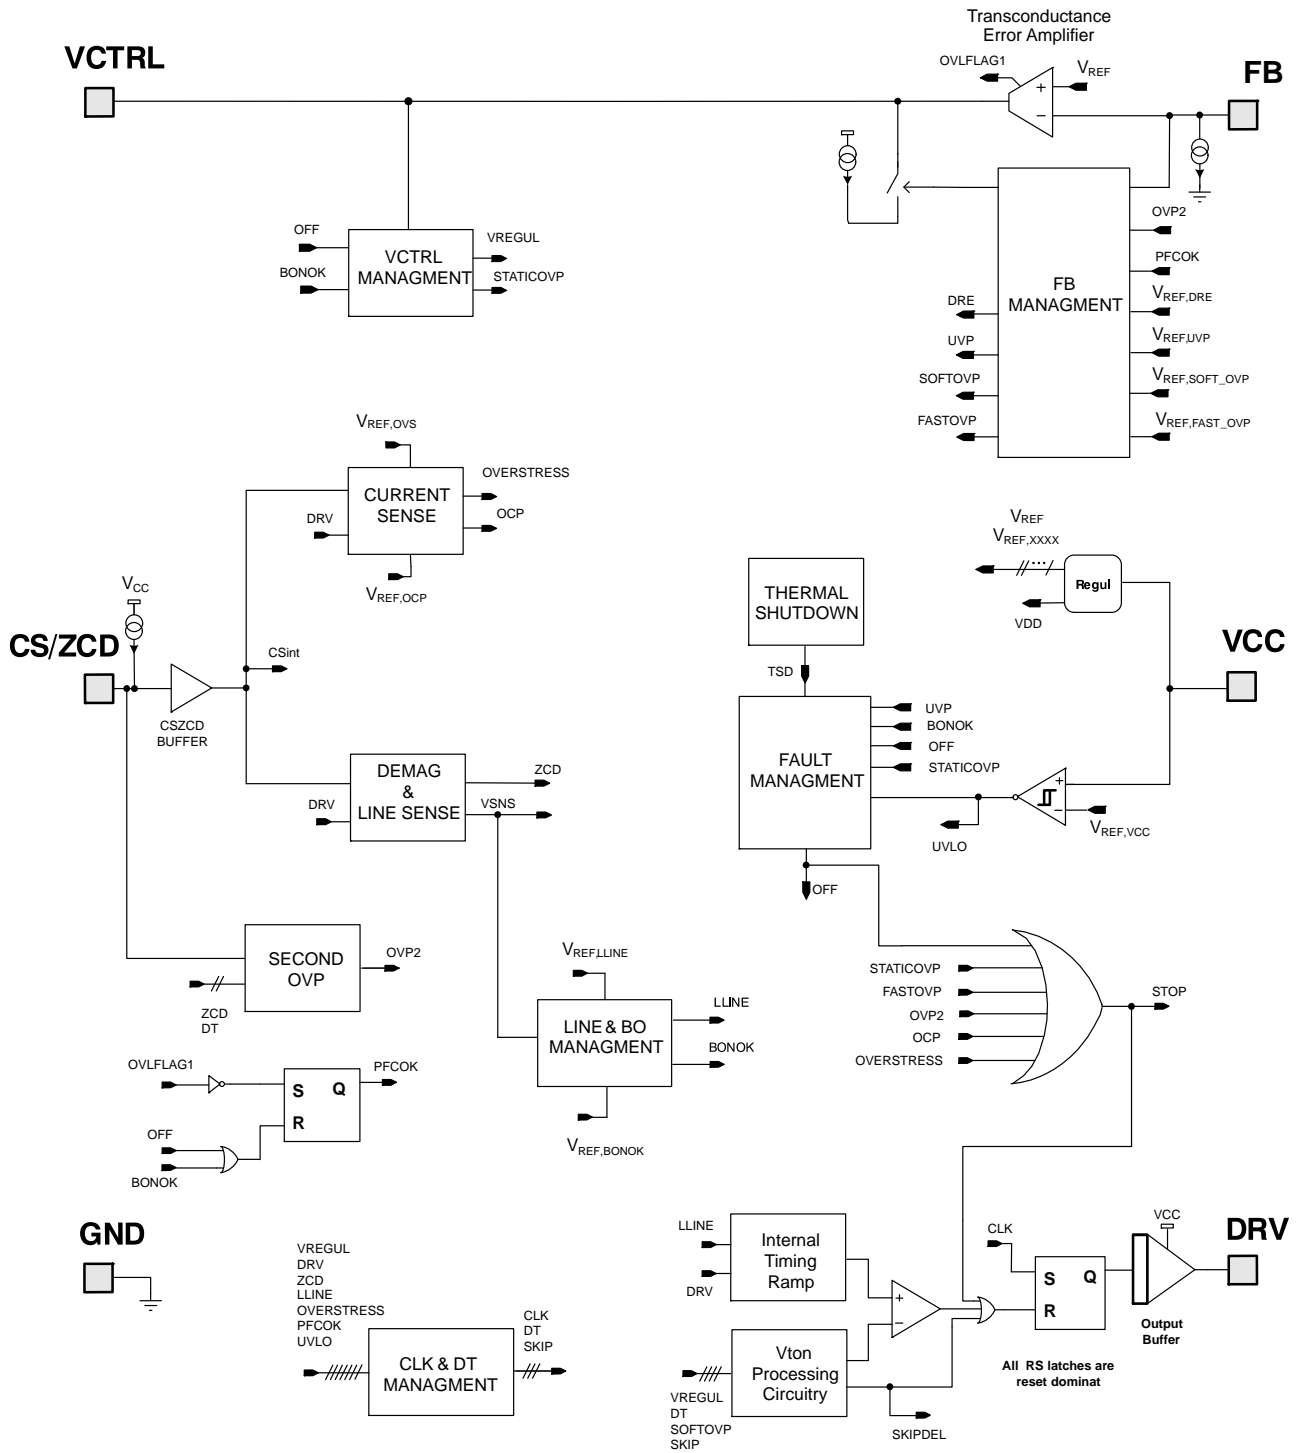 Transconductance
Error Amplifier
VCTRL
OVLFLAG1
VREF
FB
+
−
OFF
BONOK
VCTRL
MANAGMENT
VREGUL
STATICOVP
OVP2
PFCOK
VREF,DRE
VREF,UVP
VREF,SOFT_OVP
VREF,FAST_OVP
FB
MANAGMENT
DRE
UVP
SOFTOVP
FASTOVP
VREF,OVS
CURRENT
SENSE
DRV
OVERSTRESS
OCP
VREF,OCP
VREF
VREF,XXXX
...
Regul
VDD
THERMAL
SHUTDOWN
VCC
CS/ZCD
CSZCD
BUFFER
CSint
VCC
TSD
FAULT
MANAGMENT
UVP
BONOK
OFF
STATICOVP
+
−
VREF,VCC
UVLO
OFF
DEMAG
&
LINE SENSE
DRV
ZCD
VSNS
SECOND
OVP
OVP2
ZCD
DT
VREF,LLINE
LINE & BO
MANAGMENT
LLINE
BONOK
VREF,BONOK
STATICOVP
FASTOVP
OVP2
OCP
OVERSTRESS
STOP
OVLFLAG1
S
Q
R
PFCOK
OFF
BONOK
GND
VREGUL
DRV
ZCD
LLINE
OVERSTRESS
PFCOK
UVLO
CLK & DT
MANAGMENT
CLK
DT
SKIP
LLINE
DRV
Internal
Timing
Ramp
+
−
Vton
Processing
Circuitry
VREGUL
DT
SOFTOVP
SKIP
SKIPDEL
CLK
S
Q
R
VCC
DRV
Output
Buffer
All RS latches are
reset dominat